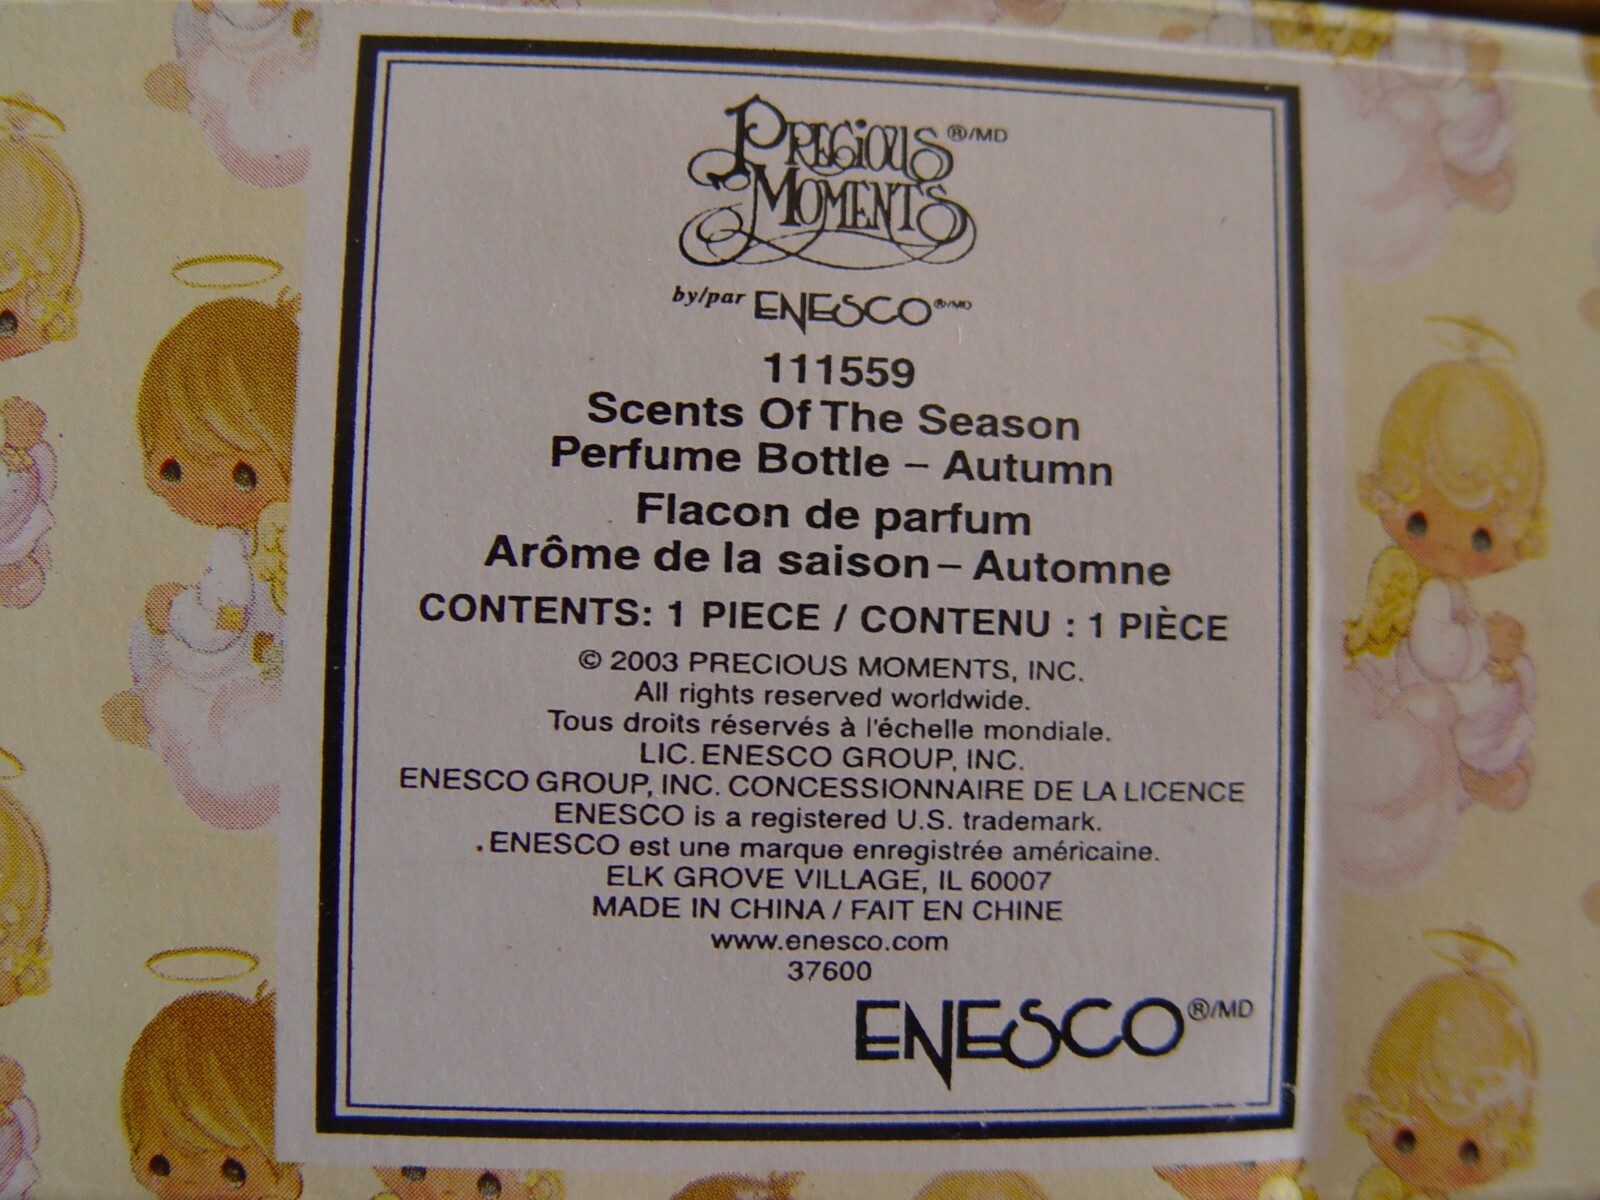 PRECIOUS ®/MD
MOMENTS
by/par ENESCO ®/MD
111559
Scents Of The Season
Perfume Bottle – Autumn
Flacon de parfum
Arôme de la saison – Automne
CONTENTS: 1 PIECE / CONTENU : 1 PIÈCE
© 2003 PRECIOUS MOMENTS, INC.
All rights reserved worldwide.
Tous droits réservés à l'échelle mondiale.
LIC. ENESCO GROUP, INC.
ENESCO GROUP, INC. CONCESSIONNAIRE DE LA LICENCE
ENESCO is a registered U.S. trademark.
ENESCO est une marque enregistrée américaine.
ELK GROVE VILLAGE, IL 60007
MADE IN CHINA / FAIT EN CHINE
www.enesco.com
37600
ENESCO ®/MD